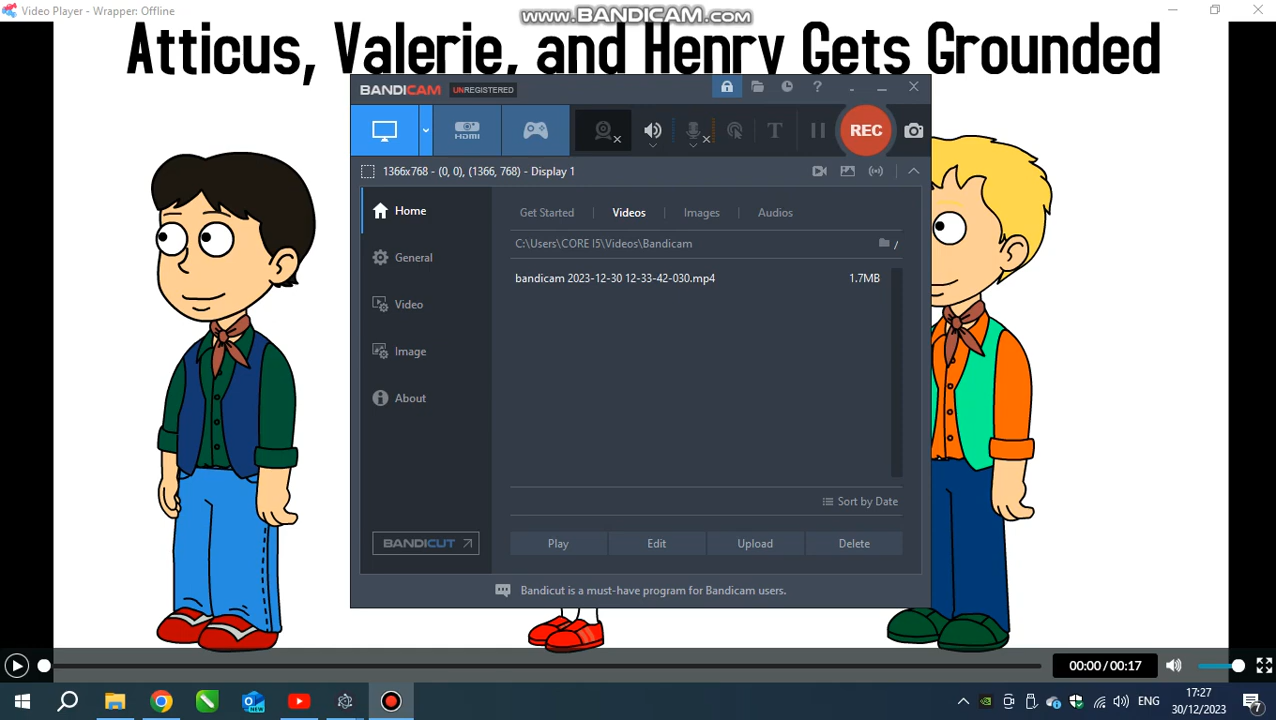 Video Player - Wrapper: Offline
www.BANDICAM.com
Atticus, Valerie, and Henry Gets Grounded
BANDICAM UNREGISTERED
HDMI
REC
1366x768 - (0, 0), (1366, 768) - Display 1
Home
General
Video
Image
About
BANDICUT
Get Started
Videos
Images
Audios
C:\Users\CORE I5\Videos\Bandicam
/
bandicam 2023-12-30 12-33-42-030.mp4 1.7MB
Sort by Date
Play
Edit
Upload
Delete
Bandicut is a must-have program for Bandicam users.
00:00 / 00:17
NEW
ENG
17:27
30/12/2023
7